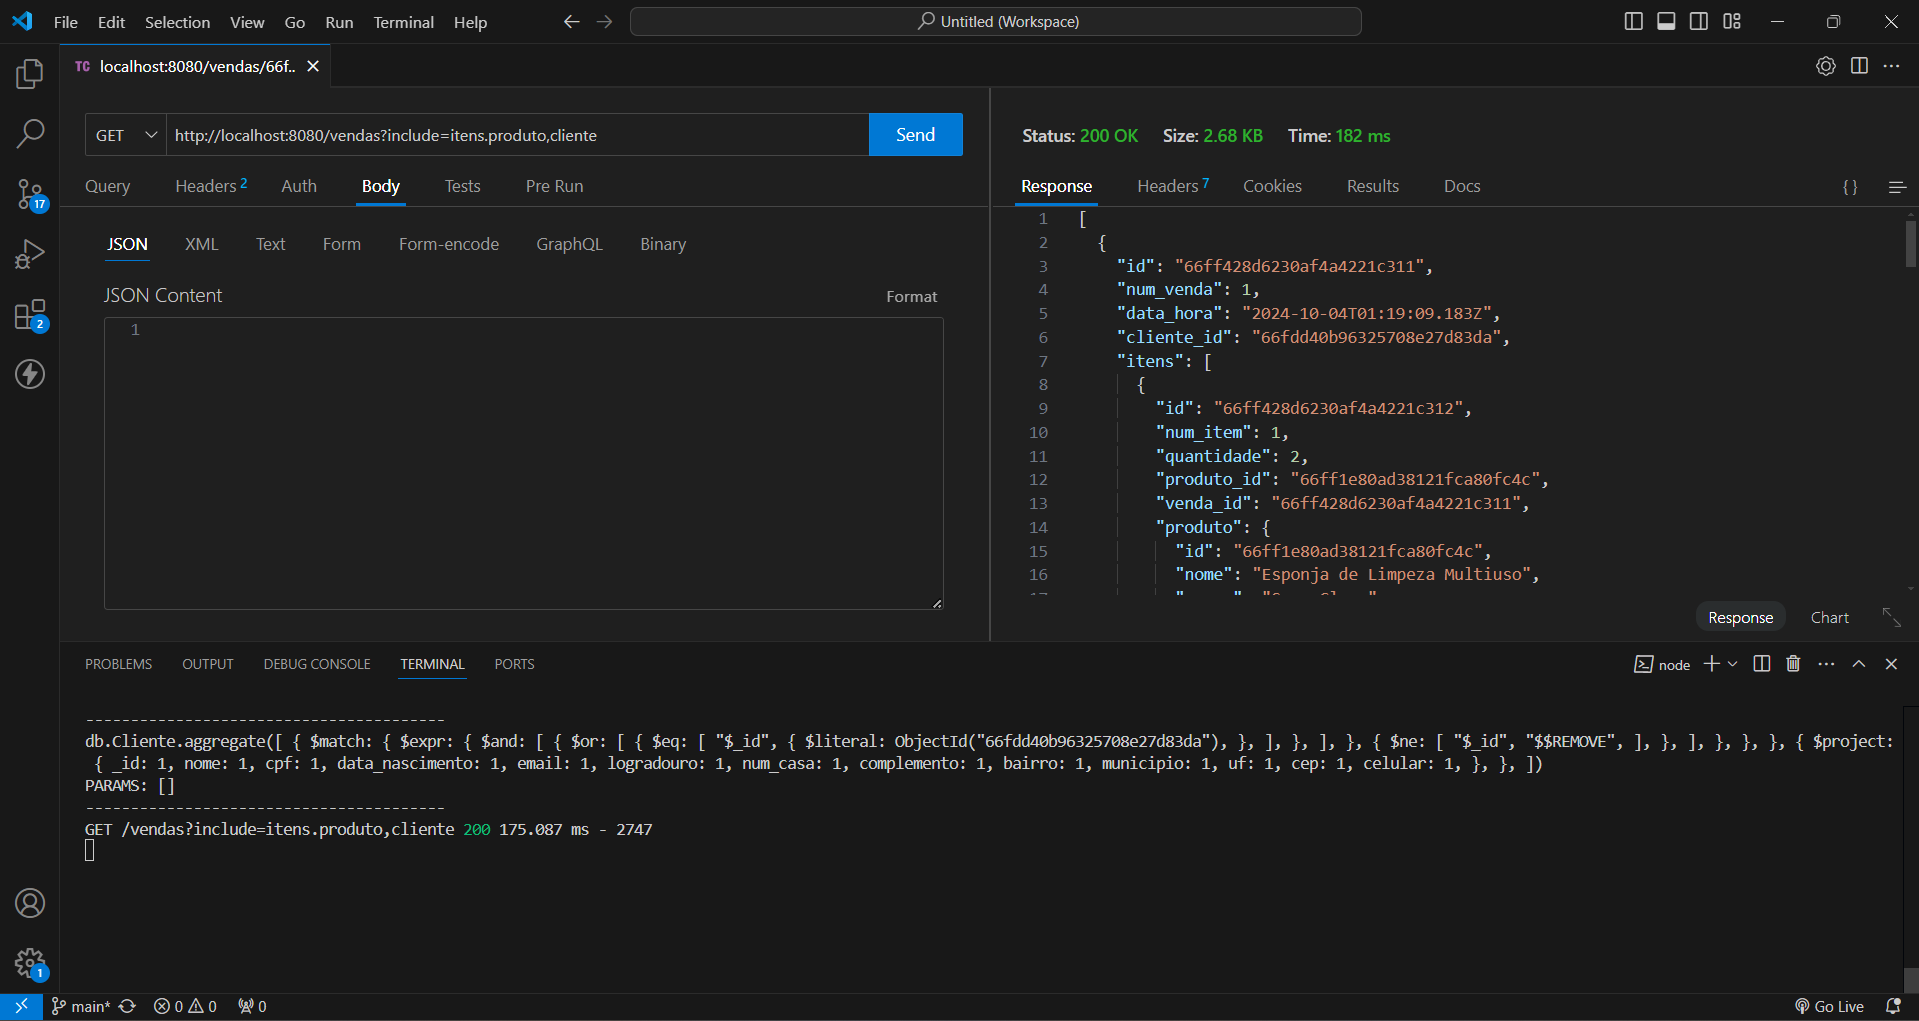 File Edit Selection View Go Run Terminal Help
Untitled (Workspace)
TC localhost:8080/vendas/66f..
GET http://localhost:8080/vendas?include=itens.produto,cliente Send
Query Headers 2 Auth Body Tests Pre Run
JSON XML Text Form Form-encode GraphQL Binary
JSON Content Format
1
Status: 200 OK Size: 2.68 KB Time: 182 ms
Response Headers 7 Cookies Results Docs {}
1 [
2 {
3 "id": "66ff428d6230af4a4221c311",
4 "num_venda": 1,
5 "data_hora": "2024-10-04T01:19:09.183Z",
6 "cliente_id": "66fdd40b96325708e27d83da",
7 "itens": [
8 {
9 "id": "66ff428d6230af4a4221c312",
10 "num_item": 1,
11 "quantidade": 2,
12 "produto_id": "66ff1e80ad38121fca80fc4c",
13 "venda_id": "66ff428d6230af4a4221c311",
14 "produto": {
15 "id": "66ff1e80ad38121fca80fc4c",
16 "nome": "Esponja de Limpeza Multiuso",
Response Chart
17
2
PROBLEMS OUTPUT DEBUG CONSOLE TERMINAL PORTS
node
----------------------------------------
db.Cliente.aggregate([ { $match: { $expr: { $and: [ { $or: [ { $eq: [ "$_id", { $literal: ObjectId("66fdd40b96325708e27d83da"), }, ], }, ], }, { $ne: [ "$_id", "$$REMOVE", ], }, ], }, }, }, { $project:
{ _id: 1, nome: 1, cpf: 1, data_nascimento: 1, email: 1, logradouro: 1, num_casa: 1, complemento: 1, bairro: 1, municipio: 1, uf: 1, cep: 1, celular: 1, }, }, ])
PARAMS: []
----------------------------------------
GET /vendas?include=itens.produto,cliente 200 175.087 ms - 2747
1
main* 0 0 0
Go Live